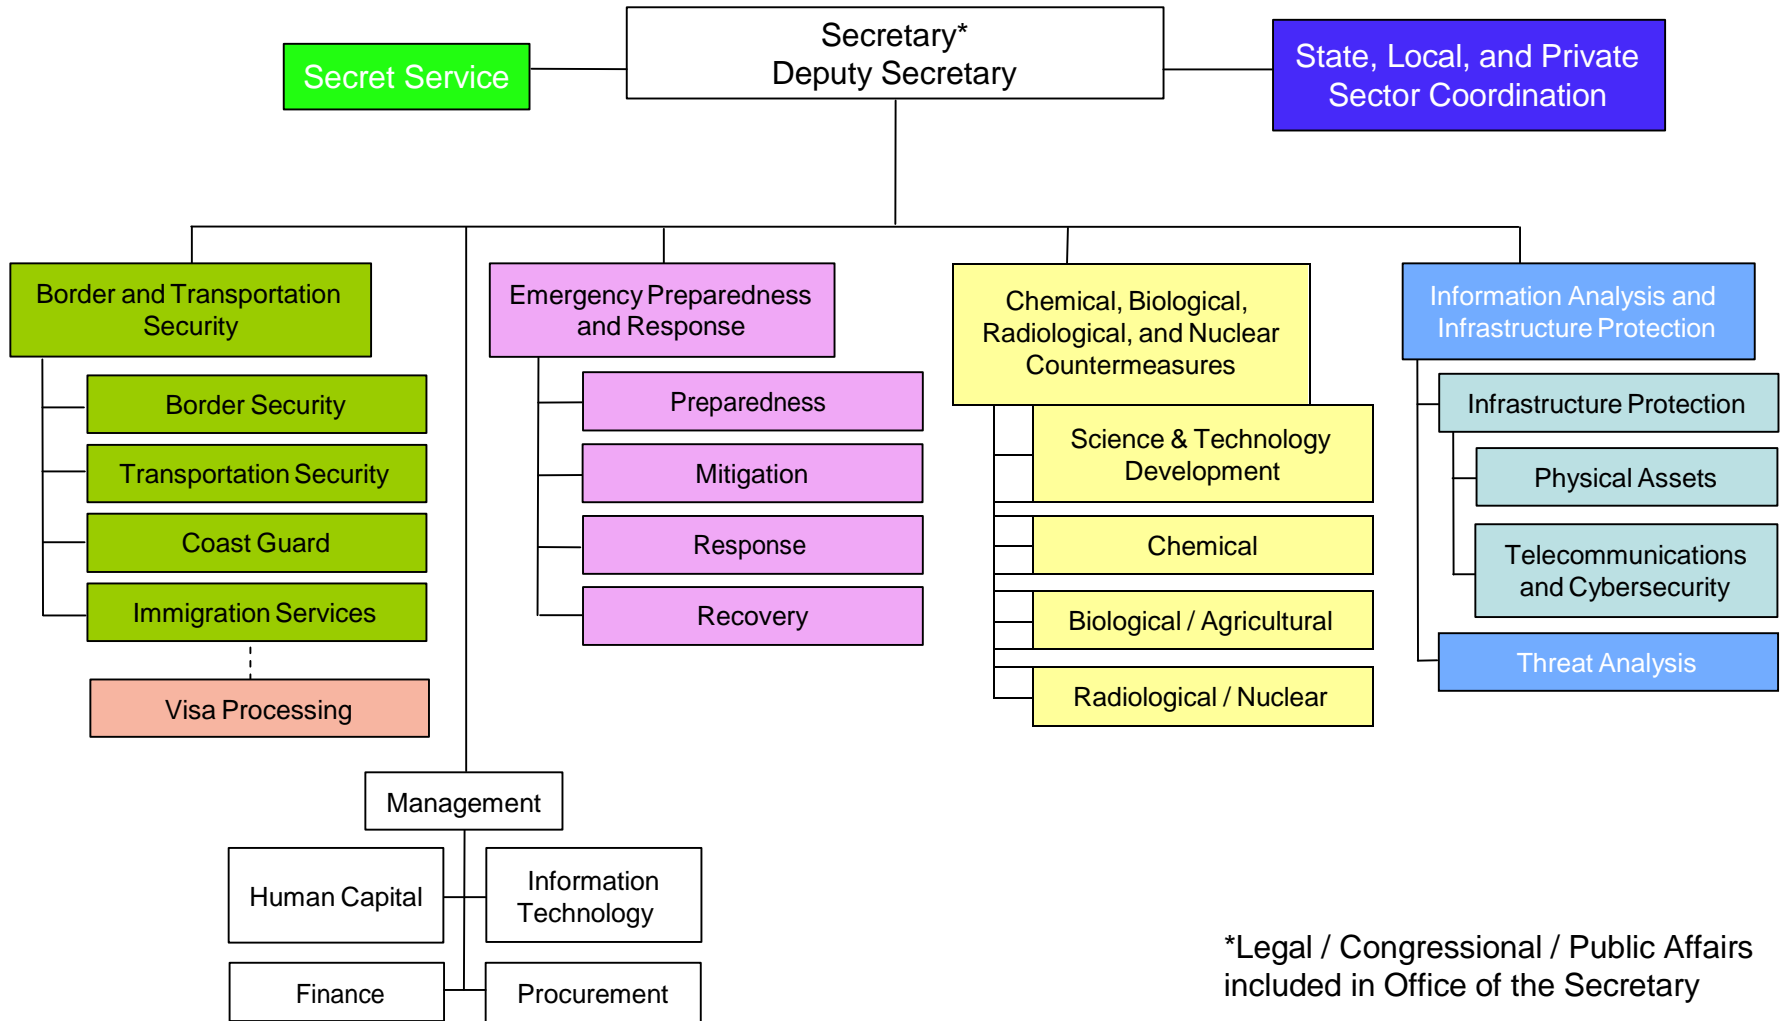 Secretary*
Deputy Secretary
Secret Service
State, Local, and Private
Sector Coordination
Border and Transportation
Security
Border Security
Transportation Security
Coast Guard
Immigration Services
Visa Processing
Emergency Preparedness
and Response
Preparedness
Mitigation
Response
Recovery
Chemical, Biological,
Radiological, and Nuclear
Countermeasures
Science & Technology
Development
Chemical
Biological / Agricultural
Radiological / Nuclear
Information Analysis and
Infrastructure Protection
Infrastructure Protection
Physical Assets
Telecommunications
and Cybersecurity
Threat Analysis
Management
Human Capital
Information
Technology
Finance
Procurement
*Legal / Congressional / Public Affairs
included in Office of the Secretary